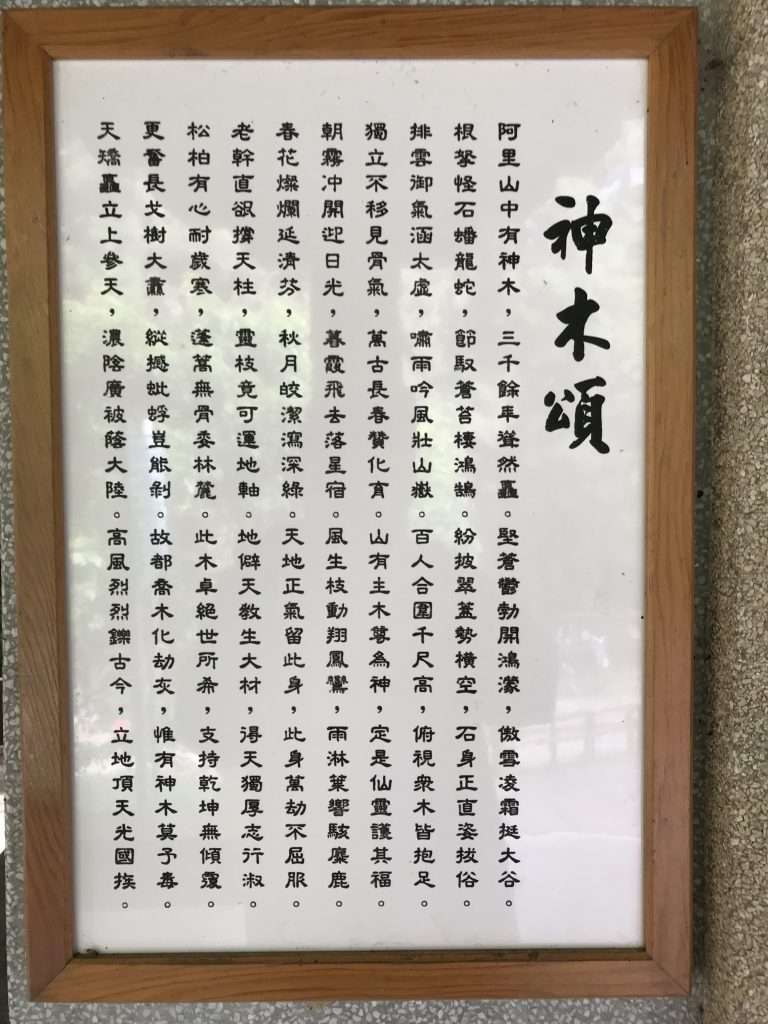 神木頌
阿里山中有神木，三千餘年聳然矗。堅蒼鬱勃開鴻濛，傲雪凌霜挺大谷。
根拏怪石蟠龍蛇，節馭蒼苔棲鴻鵠。紛披翠蓋勢橫空，石身正直姿拔俗。
排雲御氣涵太虛，嘯雨吟風壯山嶽。百人合圍千尺高，俯視衆木皆抱足。
獨立不移見骨氣，萬古長春贊化育。山有主木尊為神，定是仙靈護其福。
朝霧冲開迎日光，暮霞飛去落星宿。風生枝動翔鳳鸞，雨淋葉響駭麋鹿。
春花燦爛延清芬，秋月皎潔瀉深綠。天地正氣留此身，此身萬劫不屈服。
老幹直欲撐天柱，靈枝竟可運地軸。地僻天教生大材，得天獨厚志行淑。
松柏有心耐歲寒，蓬蒿無骨委林麓。此木卓絕世所希，支持乾坤無傾覆。
更奮長戈樹大纛，縱撼蚍蜉豈能剝。故都喬木化劫灰，惟有神木莫予毒。
天矯矗立上參天，濃陰廣被蔭大陸。高風烈烈鑠古今，立地頂天光國族。